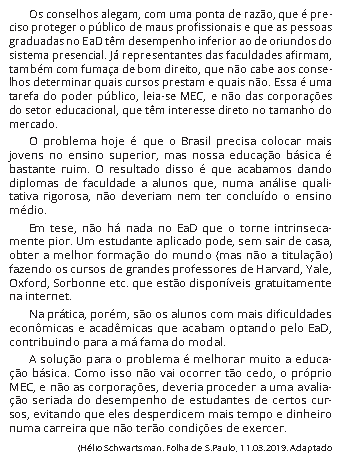 Os conselhos alegam, com uma ponta de razão, que é pre-
ciso proteger o público de maus profissionais e que as pessoas
graduadas no EaD têm desempenho inferior ao de oriundos do
sistema presencial. Já representantes das faculdades afirmam,
também com fumaça de bom direito, que não cabe aos conse-
lhos determinar quais cursos prestam e quais não. Essa é uma
tarefa do poder público, leia-se MEC, e não das corporações
do setor educacional, que têm interesse direto no tamanho do
mercado.
O problema hoje é que o Brasil precisa colocar mais
jovens no ensino superior, mas nossa educação básica é
bastante ruim. O resultado disso é que acabamos dando
diplomas de faculdade a alunos que, numa análise quali-
tativa rigorosa, não deveriam nem ter concluído o ensino
médio.
Em tese, não há nada no EaD que o torne intrinseca-
mente pior. Um estudante aplicado pode, sem sair de casa,
obter a melhor formação do mundo (mas não a titulação)
fazendo os cursos de grandes professores de Harvard, Yale,
Oxford, Sorbonne etc. que estão disponíveis gratuitamente
na internet.
Na prática, porém, são os alunos com mais dificuldades
econômicas e acadêmicas que acabam optando pelo EaD,
contribuindo para a má fama do modal.
A solução para o problema é melhorar muito a educa-
ção básica. Como isso não vai ocorrer tão cedo, o próprio
MEC, e não as corporações, deveria proceder a uma avalia-
ção seriada do desempenho de estudantes de certos cur-
sos, evitando que eles desperdicem mais tempo e dinheiro
numa carreira que não terão condições de exercer.
(Hélio Schwartsman. Folha de S.Paulo, 11.03.2019. Adaptado